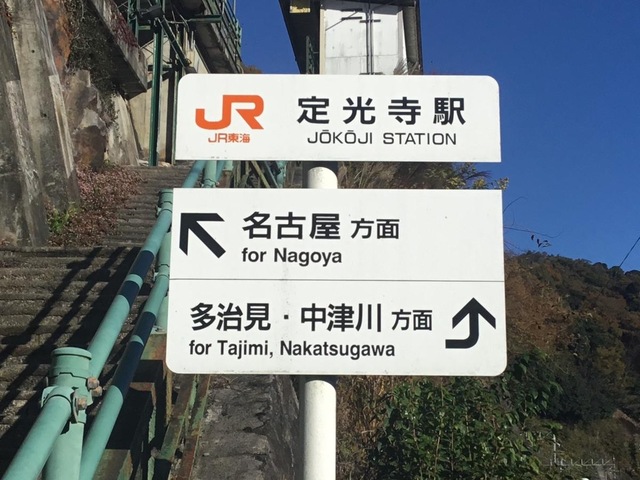 JR 定光寺駅
JR東海 JŌKŌJI STATION
名古屋 方面
for Nagoya
多治見・中津川 方面
for Tajimi, Nakatsugawa